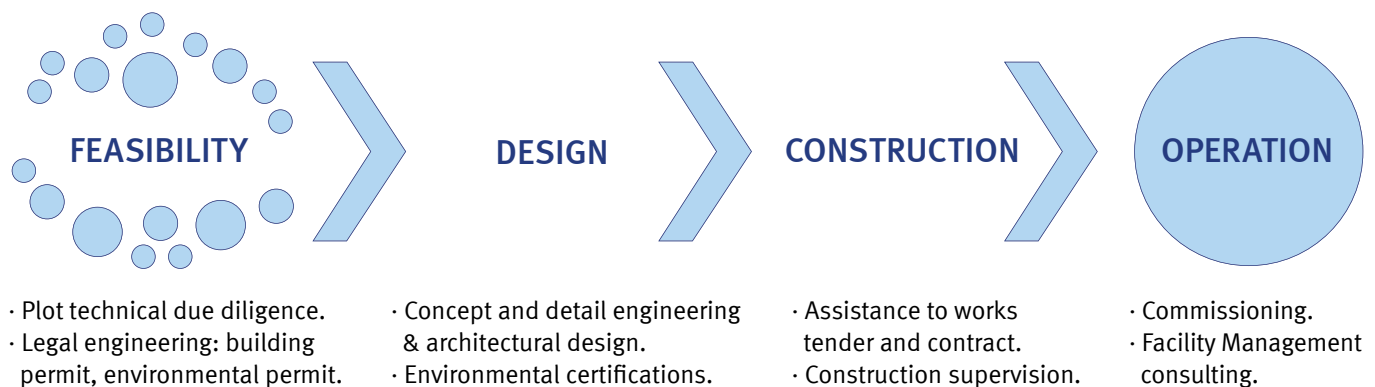 FEASIBILITY
DESIGN
CONSTRUCTION
OPERATION
· Plot technical due diligence.
· Legal engineering: building
permit, environmental permit.
· Concept and detail engineering
& architectural design.
· Environmental certifications.
· Assistance to works
tender and contract.
· Construction supervision.
· Commissioning.
· Facility Management
consulting.